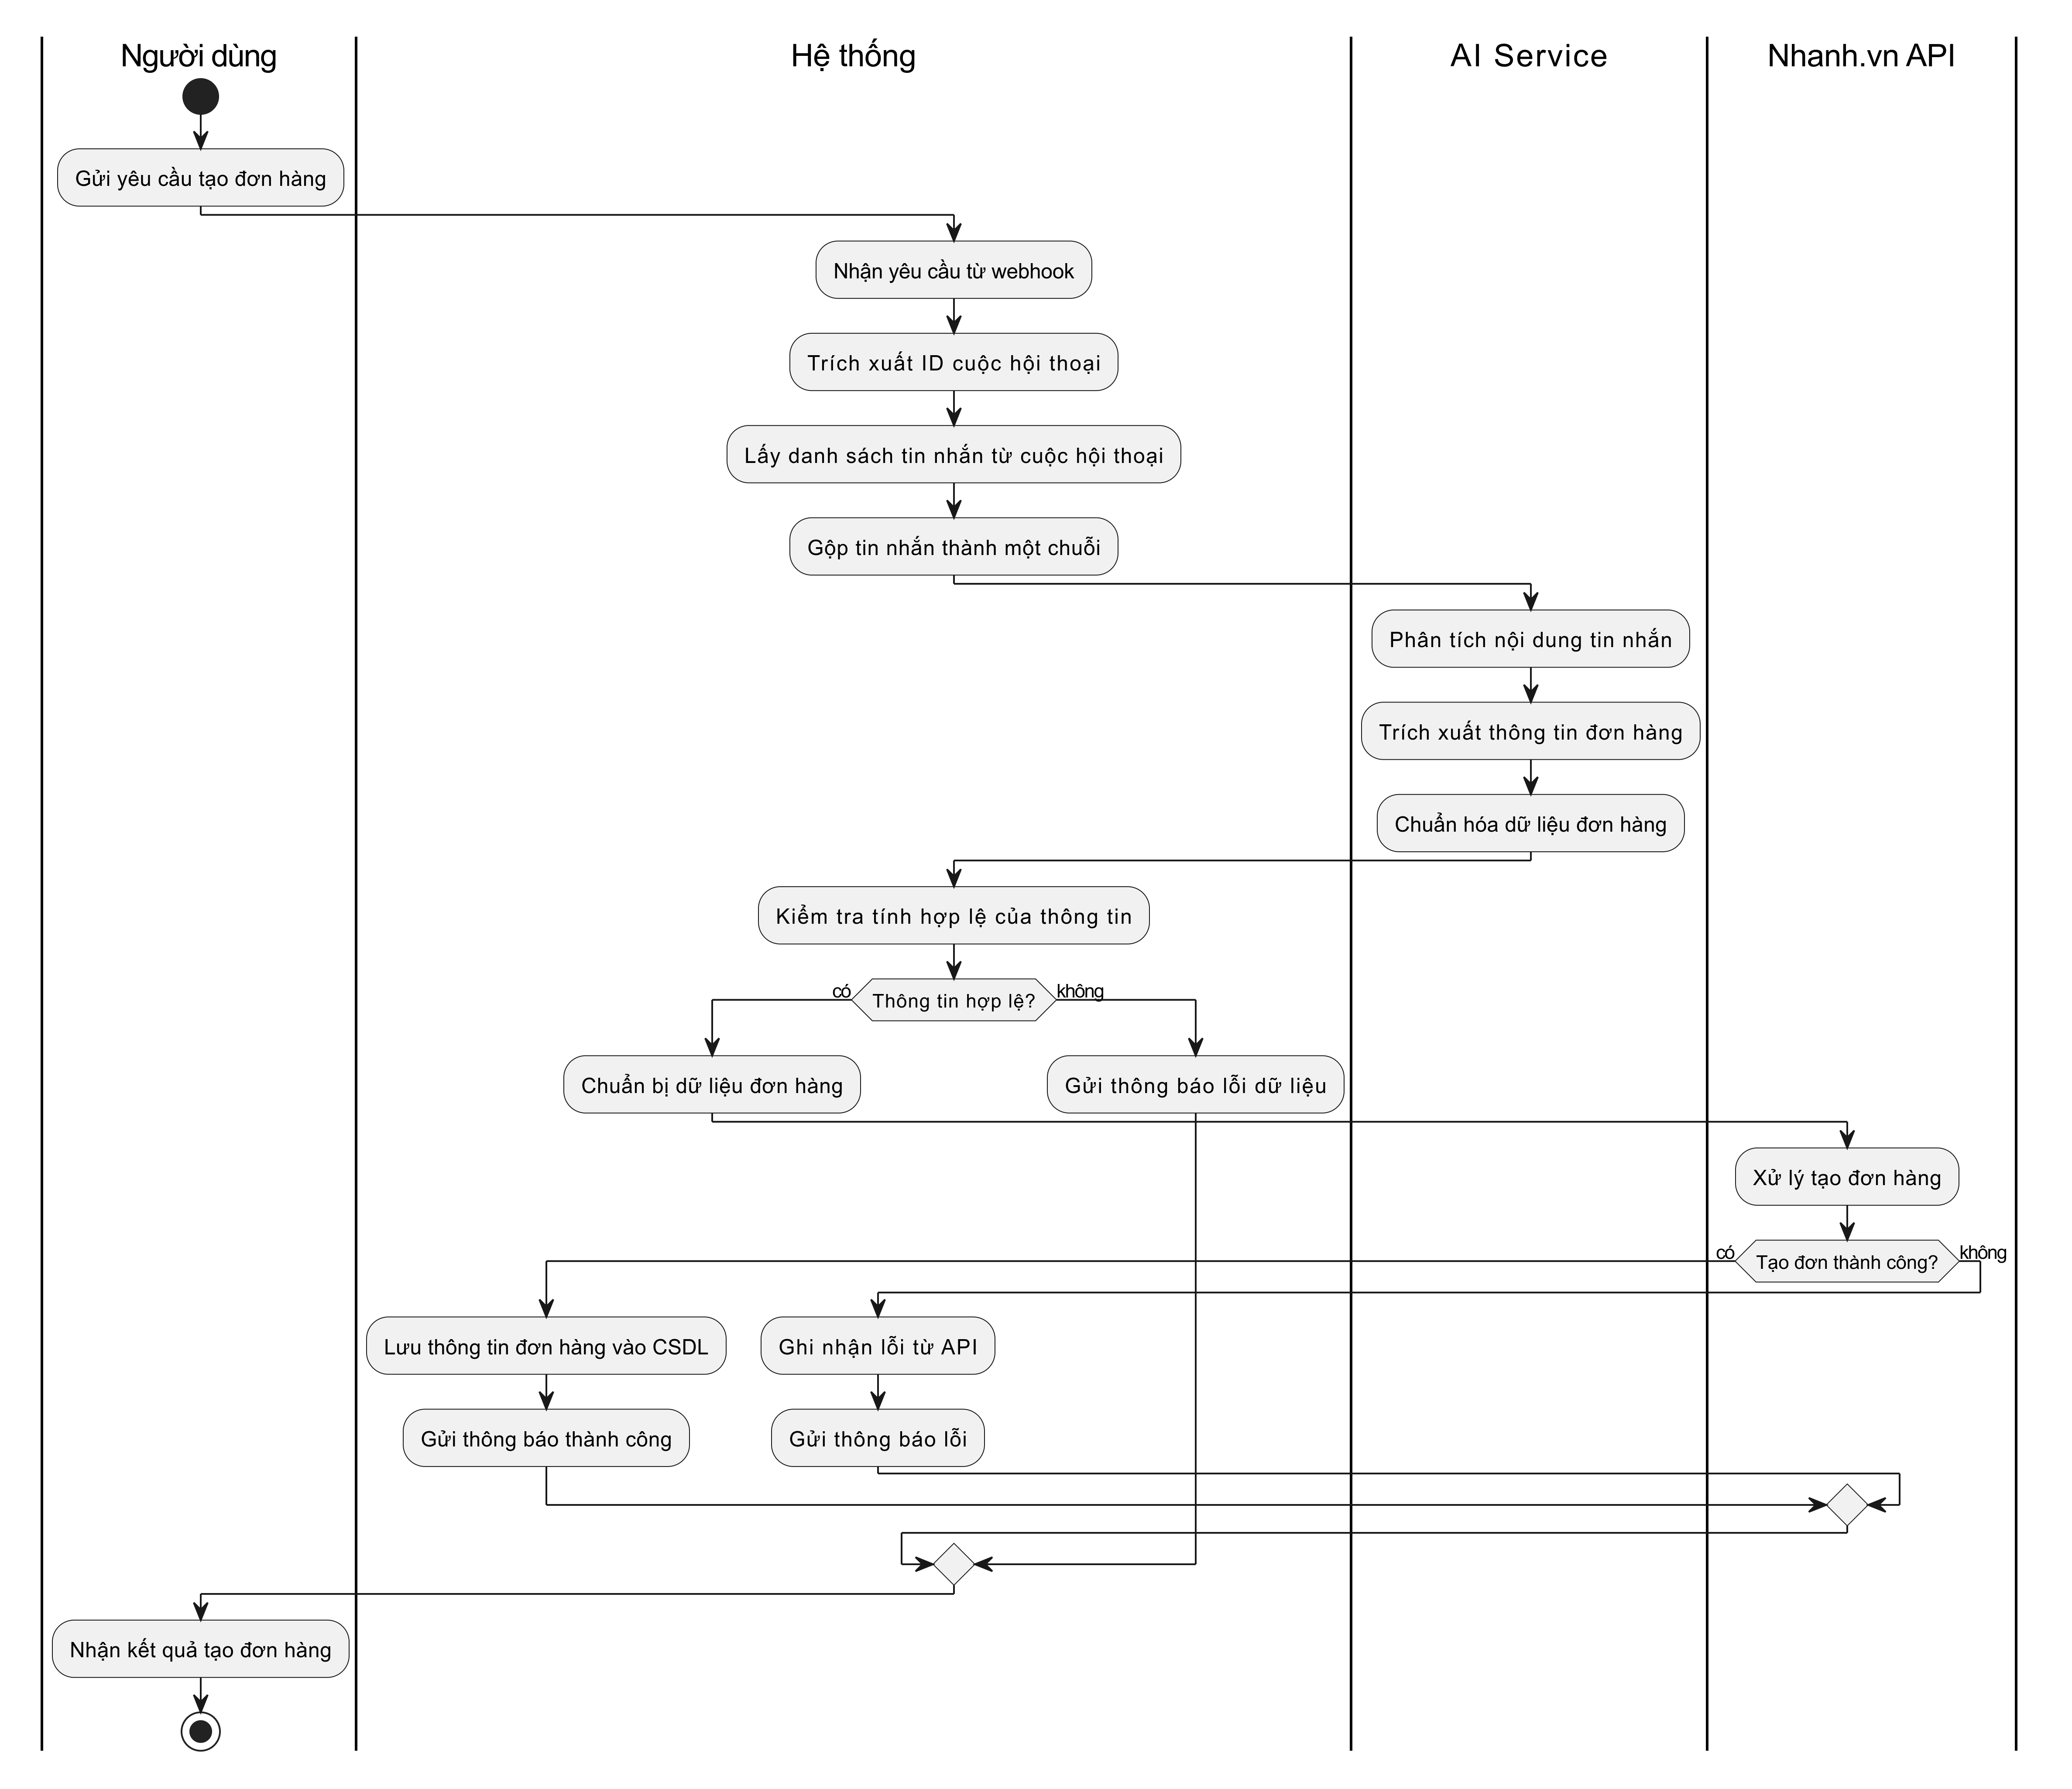 Người dùng
Hệ thống
AI Service
Nhanh.vn API
Gửi yêu cầu tạo đơn hàng
Nhận yêu cầu từ webhook
Trích xuất ID cuộc hội thoại
Lấy danh sách tin nhắn từ cuộc hội thoại
Gộp tin nhắn thành một chuỗi
Phân tích nội dung tin nhắn
Trích xuất thông tin đơn hàng
Chuẩn hóa dữ liệu đơn hàng
Kiểm tra tính hợp lệ của thông tin
có
Thông tin hợp lệ?
không
Chuẩn bị dữ liệu đơn hàng
Gửi thông báo lỗi dữ liệu
Xử lý tạo đơn hàng
có
Tạo đơn thành công?
không
Lưu thông tin đơn hàng vào CSDL
Ghi nhận lỗi từ API
Gửi thông báo thành công
Gửi thông báo lỗi
Nhận kết quả tạo đơn hàng